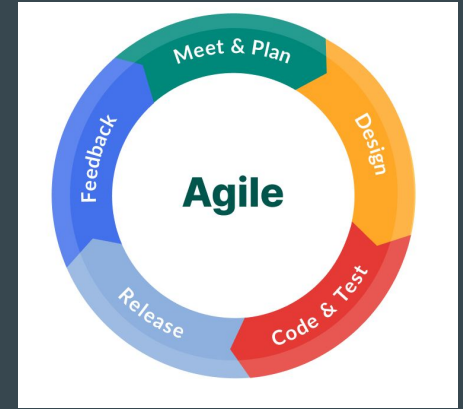 Meet & Plan
Design
Code & Test
Release
Feedback
Agile